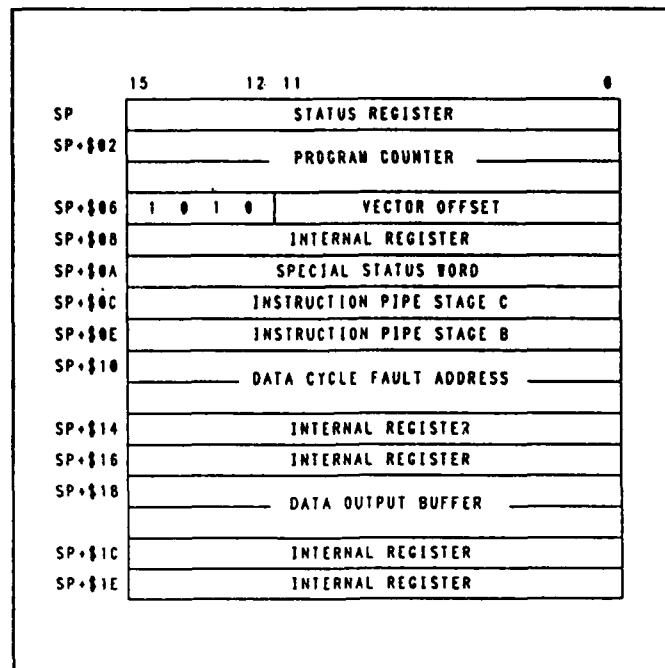 15 12 11 0
SP STATUS REGISTER
SP+$02 PROGRAM COUNTER
SP+$06 1 0 1 0 VECTOR OFFSET
SP+$08 INTERNAL REGISTER
SP+$0A SPECIAL STATUS WORD
SP+$0C INSTRUCTION PIPE STAGE C
SP+$0E INSTRUCTION PIPE STAGE B
SP+$10 DATA CYCLE FAULT ADDRESS
SP+$14 INTERNAL REGISTER
SP+$16 INTERNAL REGISTER
SP+$18 DATA OUTPUT BUFFER
SP+$1C INTERNAL REGISTER
SP+$1E INTERNAL REGISTER